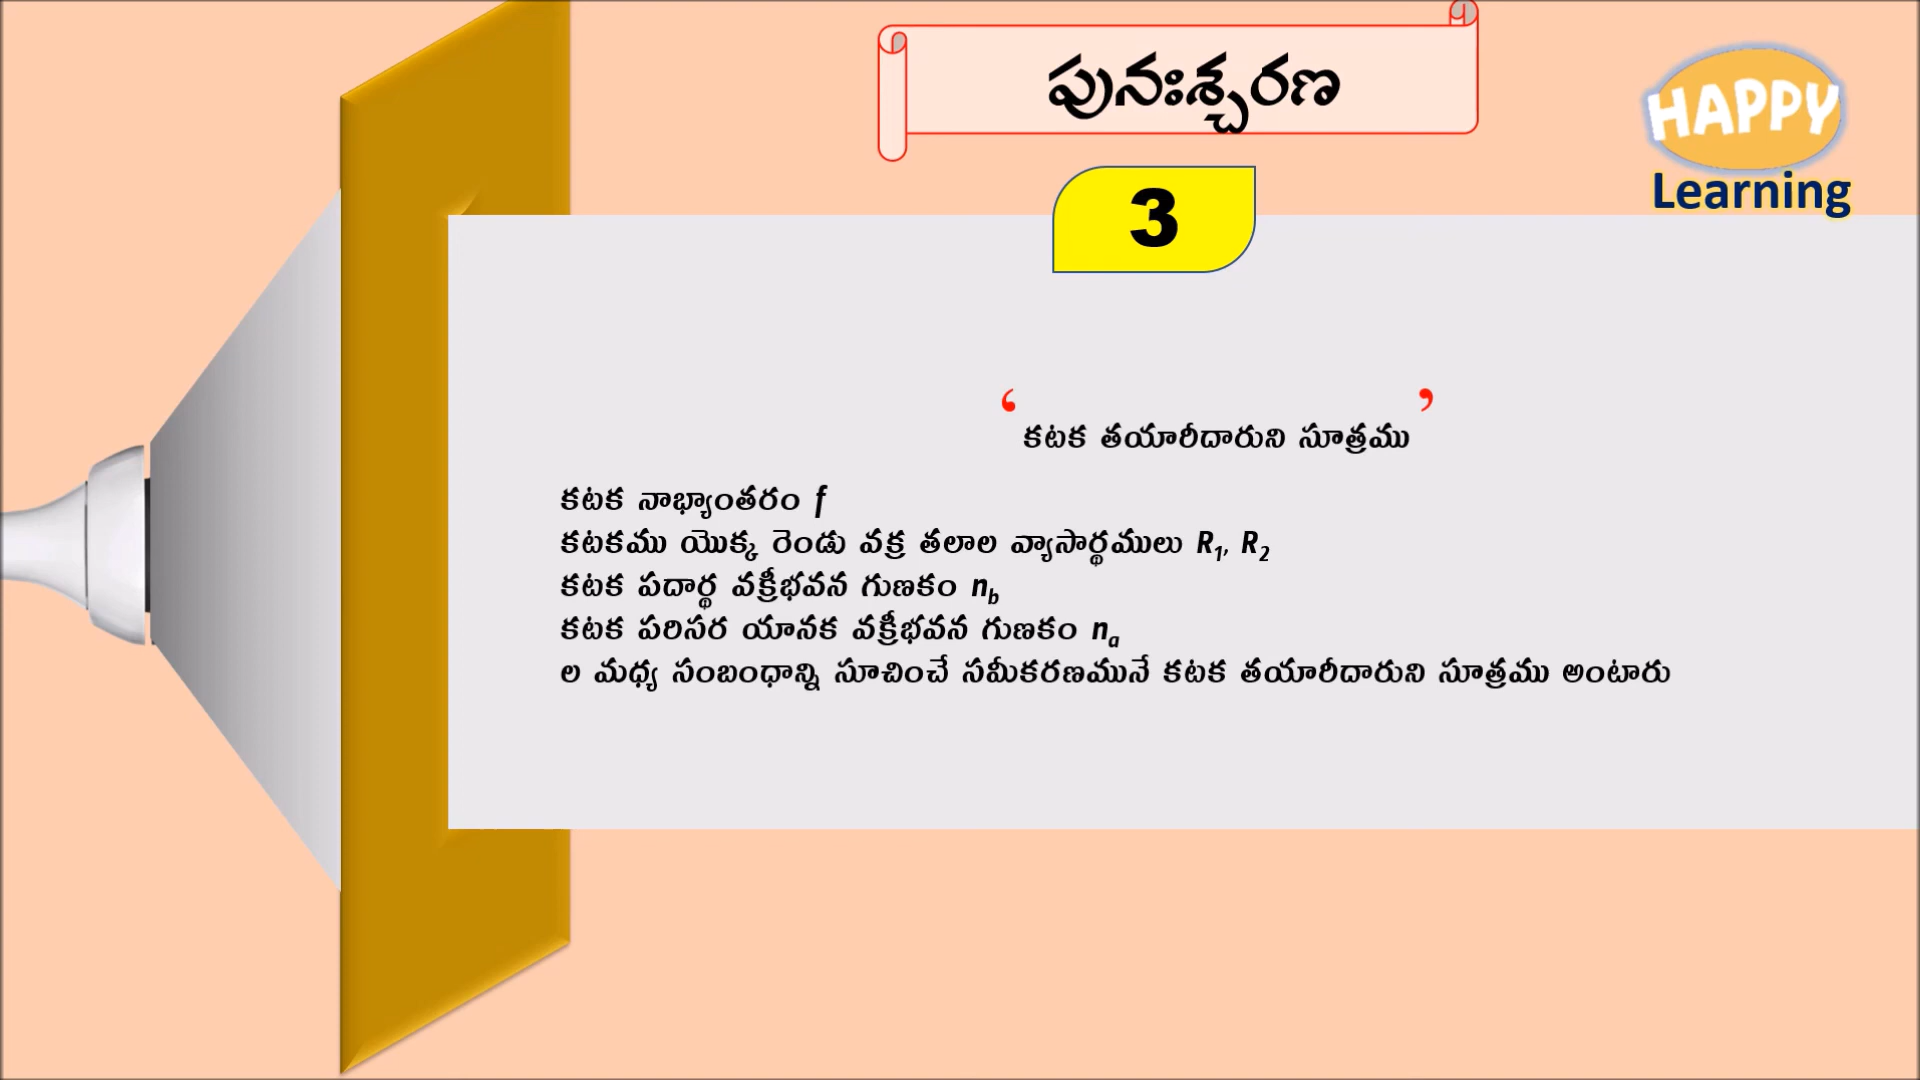 పునఃశ్చరణ
HAPPY
Learning
3
‘కటక తయారీదారుని సూత్రము’
కటక నాభ్యాంతరం f
కటకము యొక్క రెండు వక్ర తలాల వ్యాసార్థములు R1, R2
కటక పదార్థ వక్రీభవన గుణకం nb
కటక పరిసర యానక వక్రీభవన గుణకం na
ల మధ్య సంబంధాన్ని సూచించే సమీకరణమునే కటక తయారీదారుని సూత్రము అంటారు